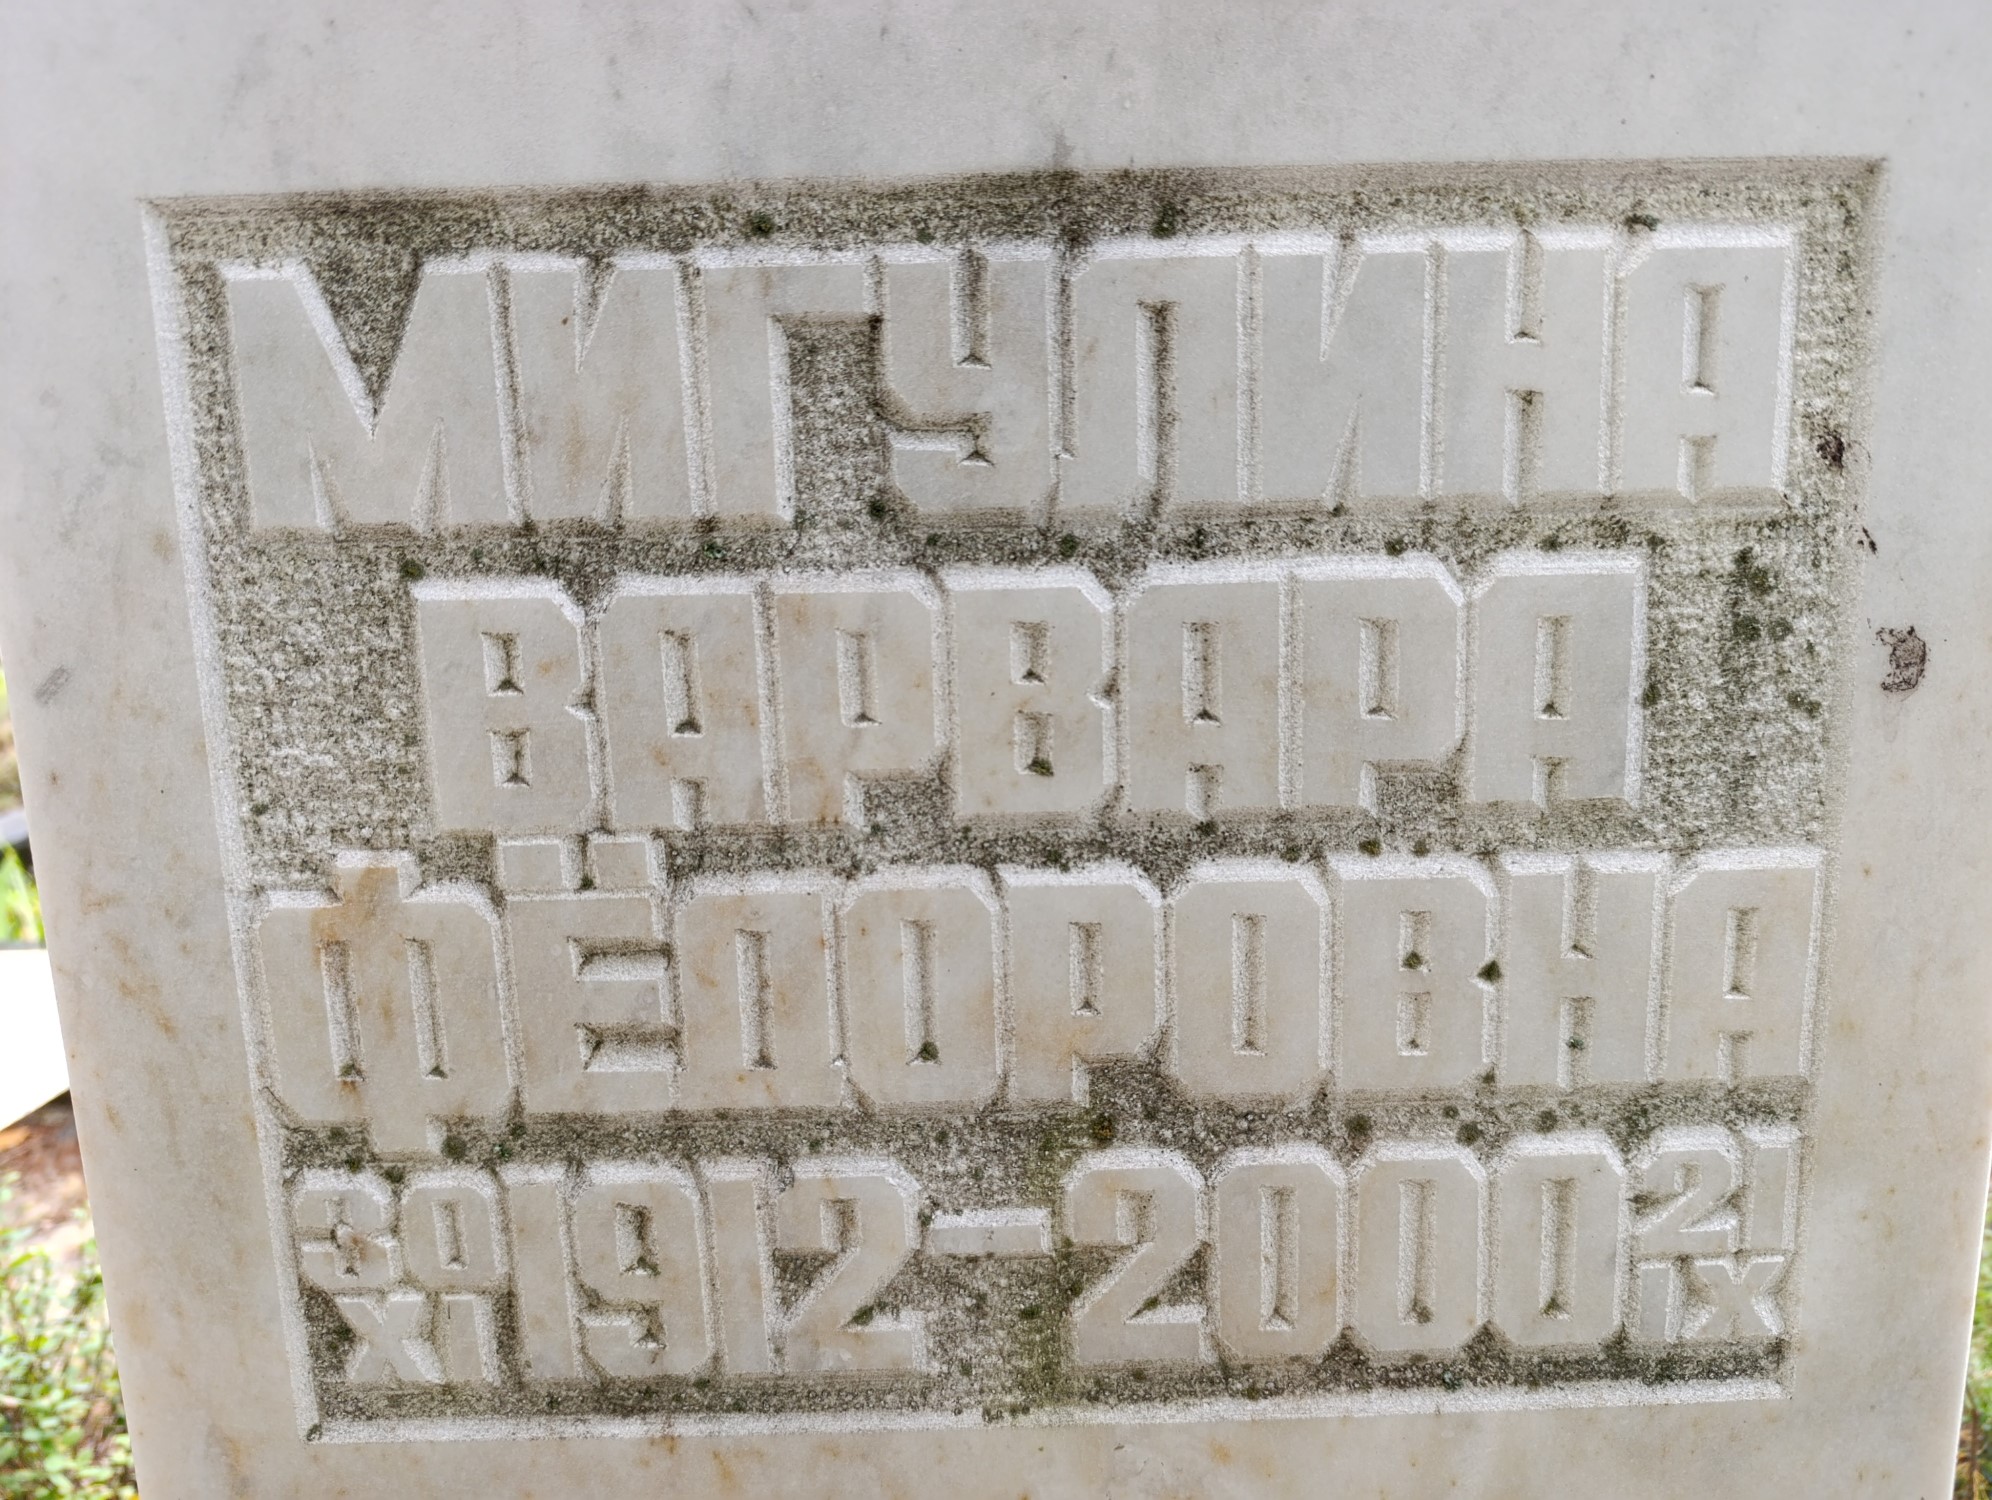 МИГУЛИНА
ВАРВАРА
ФЁДОРОВНА
30 XI 1912-2000 21 IX